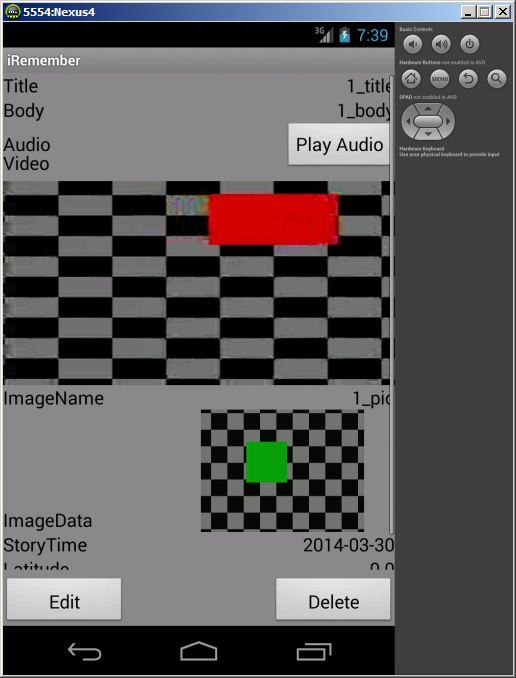 5554:Nexus4
3G 7:39
iRemember
Title 1_title
Body 1_body
Audio Play Audio
Video
ImageName 1_pic
ImageData
StoryTime 2014-03-30
Latitude 0.0
Edit Delete
Basic Controls
Hardware Buttons not enabled in AVD
MENU
DPAD not enabled in AVD
Hardware Keyboard
Use your physical keyboard to provide input